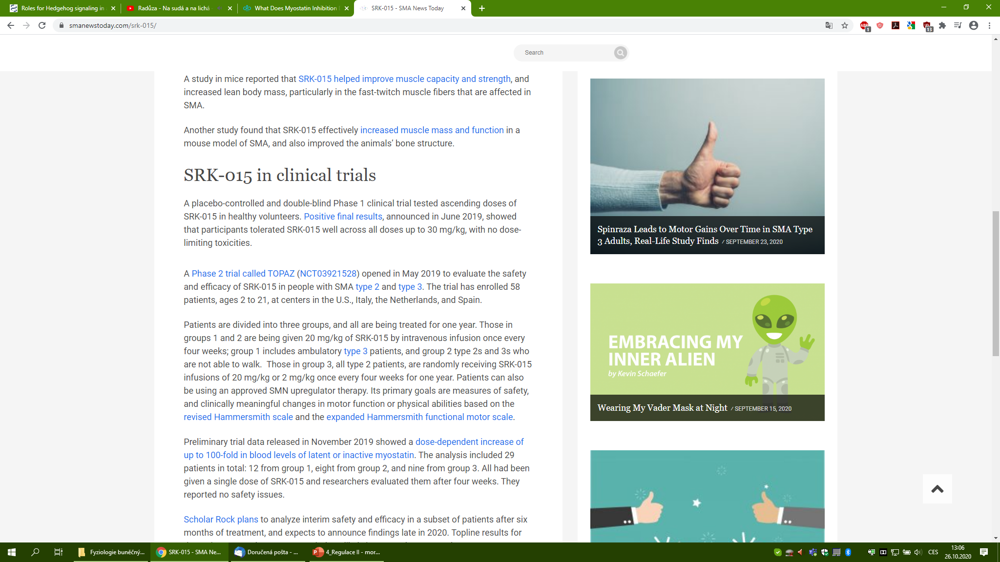 Roles for Hedgehog signaling in
Radůza - Na sudá a na lichá
What Does Myostatin Inhibition
SRK-015 - SMA News Today
smanewstoday.com/srk-015/
1
13
Search
A study in mice reported that SRK-015 helped improve muscle capacity and strength, and
increased lean body mass, particularly in the fast-twitch muscle fibers that are affected in
SMA.
Another study found that SRK-015 effectively increased muscle mass and function in a
mouse model of SMA, and also improved the animals’ bone structure.
SRK-015 in clinical trials
A placebo-controlled and double-blind Phase 1 clinical trial tested ascending doses of
SRK-015 in healthy volunteers. Positive final results, announced in June 2019, showed
that participants tolerated SRK-015 well across all doses up to 30 mg/kg, with no dose-
limiting toxicities.
A Phase 2 trial called TOPAZ (NCT03921528) opened in May 2019 to evaluate the safety
and efficacy of SRK-015 in people with SMA type 2 and type 3. The trial has enrolled 58
patients, ages 2 to 21, at centers in the U.S., Italy, the Netherlands, and Spain.
Patients are divided into three groups, and all are being treated for one year. Those in
groups 1 and 2 are being given 20 mg/kg of SRK-015 by intravenous infusion once every
four weeks; group 1 includes ambulatory type 3 patients, and group 2 type 2s and 3s who
are not able to walk.  Those in group 3, all type 2 patients, are randomly receiving SRK-015
infusions of 20 mg/kg or 2 mg/kg once every four weeks for one year. Patients can also
be using an approved SMN upregulator therapy. Its primary goals are measures of safety,
and clinically meaningful changes in motor function or physical abilities based on the
revised Hammersmith scale and the expanded Hammersmith functional motor scale.
Preliminary trial data released in November 2019 showed a dose-dependent increase of
up to 100-fold in blood levels of latent or inactive myostatin. The analysis included 29
patients in total: 12 from group 1, eight from group 2, and nine from group 3. All had been
given a single dose of SRK-015 and researchers evaluated them after four weeks. They
reported no safety issues.
Scholar Rock plans to analyze interim safety and efficacy in a subset of patients after six
months of treatment, and expects to announce findings late in 2020. Topline results for
Spinraza Leads to Motor Gains Over Time in SMA Type
3 Adults, Real-Life Study Finds / SEPTEMBER 23, 2020
EMBRACING MY
INNER ALIEN
by Kevin Schaefer
Wearing My Vader Mask at Night / SEPTEMBER 15, 2020
Fyziologie buněčný...
SRK-015 - SMA Ne...
Doručená pošta - ...
4_Regulace II - mor...
CES
13:06
26.10.2020